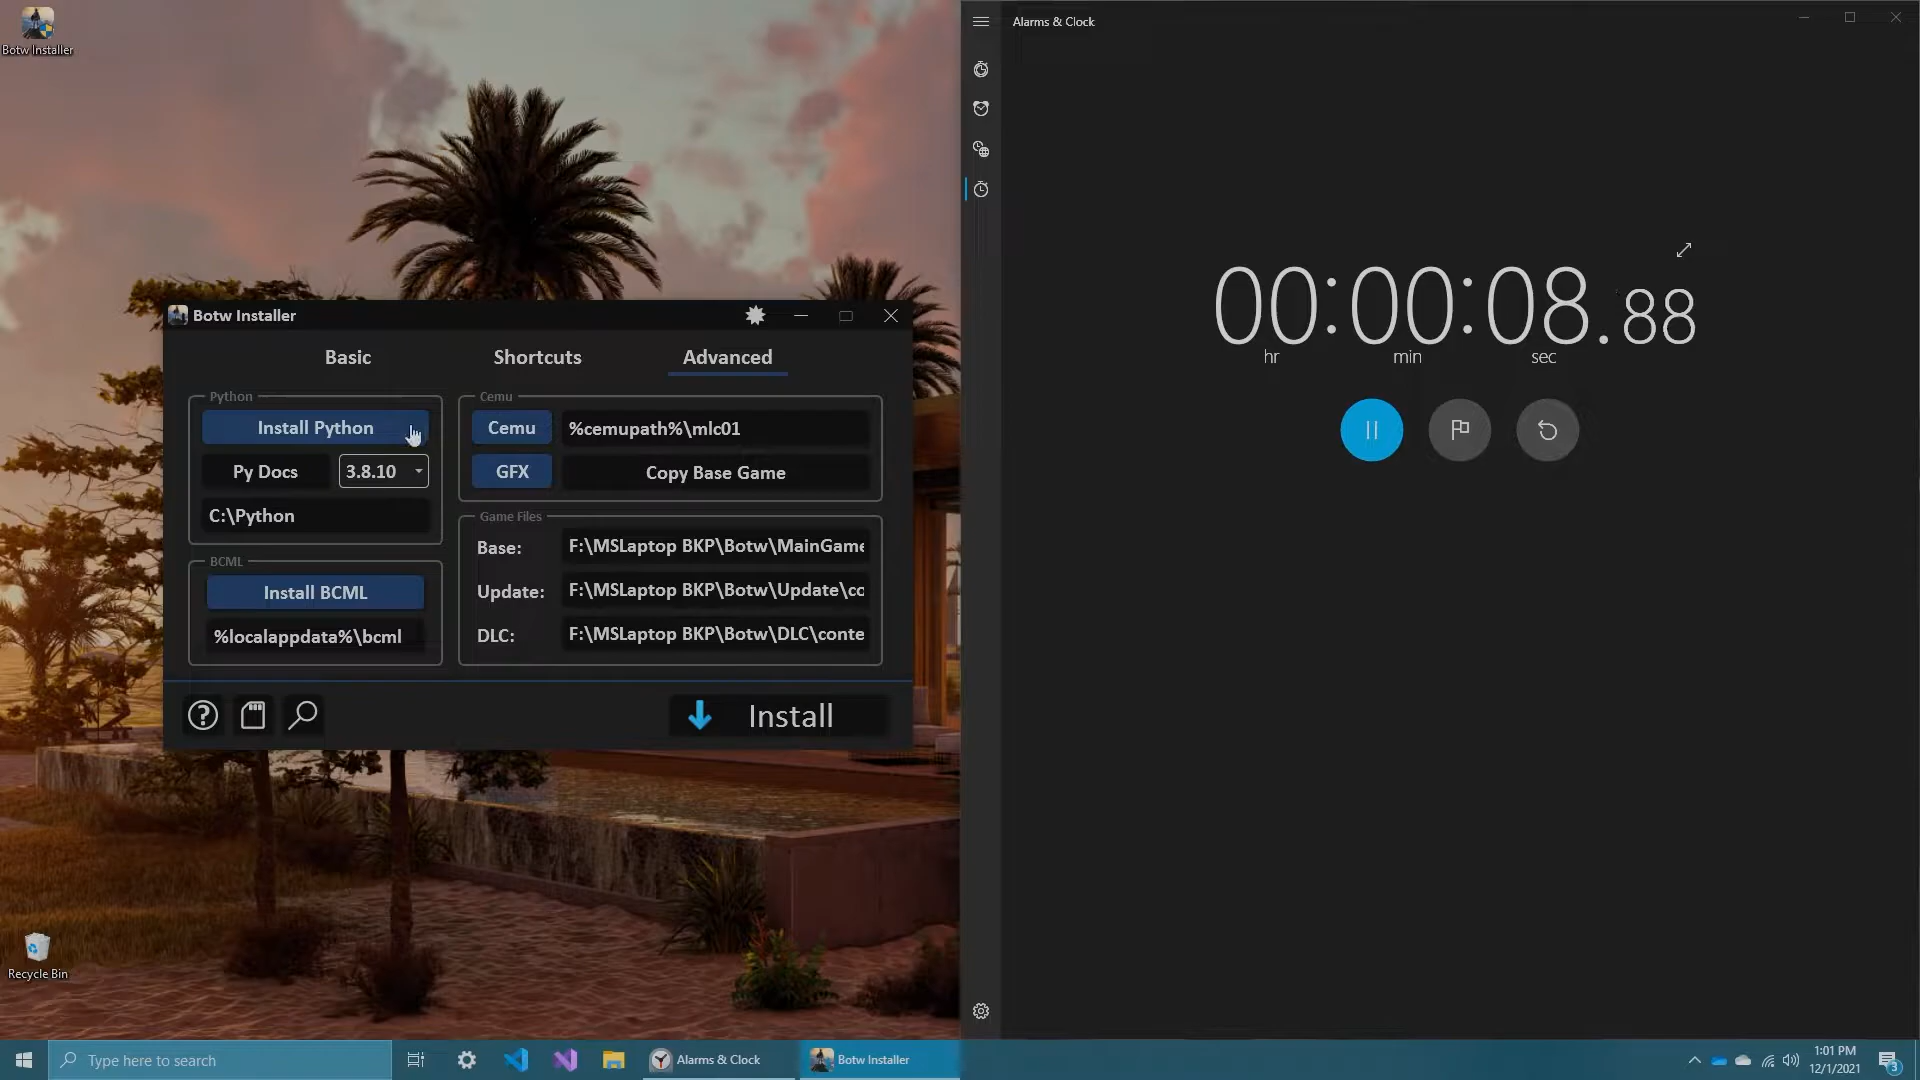 Botw Installer
Recycle Bin
Botw Installer
Basic
Shortcuts
Advanced
Python
Install Python
Py Docs
3.8.10
C:\Python
BCML
Install BCML
%localappdata%\bcml
Cemu
Cemu
%cemupath%\mlc01
GFX
Copy Base Game
Game Files
Base:
F:\MSLaptop BKP\Botw\MainGame
Update:
F:\MSLaptop BKP\Botw\Update\co
DLC:
F:\MSLaptop BKP\Botw\DLC\conte
Install
Alarms & Clock
00:00:08.88
hr
min
sec
Type here to search
Alarms & Clock
Botw Installer
1:01 PM
12/1/2021
3